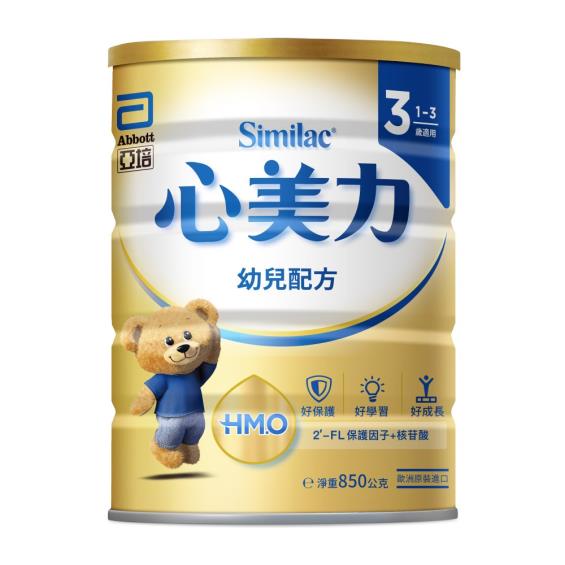 Abbott
亞培
Similac®
心美力
幼兒配方
3
1-3
歲適用
HMO
好保護
好學習
好成長
2'-FL 保護因子+核苷酸
℮ 淨重850公克
歐洲原裝進口